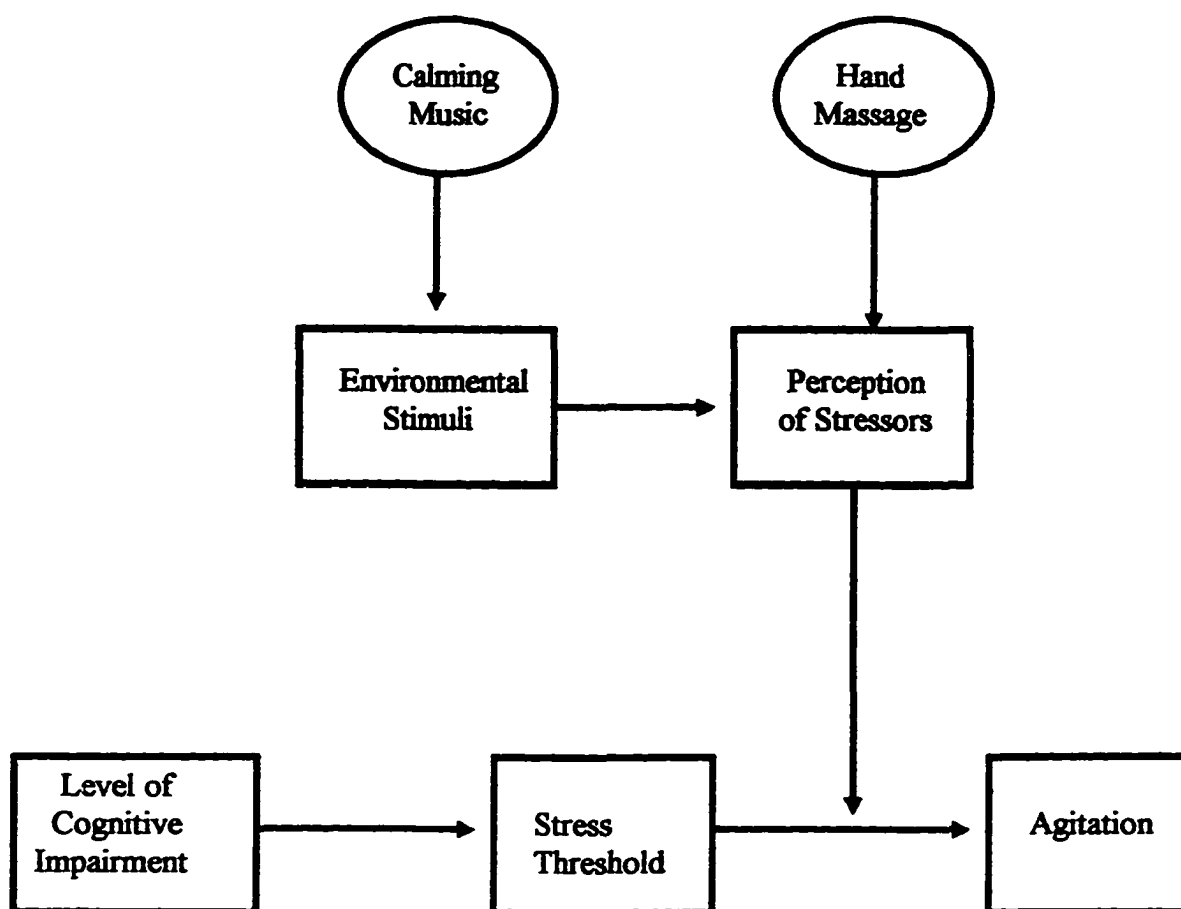 Calming
Music
Hand
Massage
Environmental
Stimuli
Perception
of Stressors
Level of
Cognitive
Impairment
Stress
Threshold
Agitation